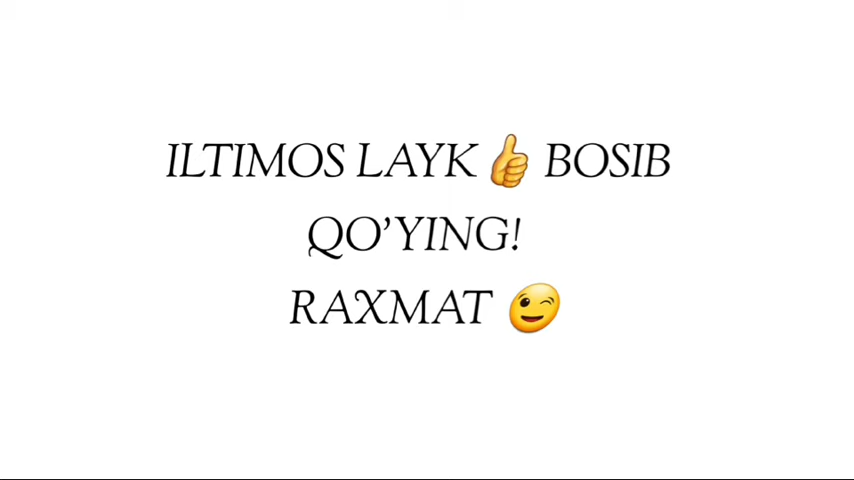 ILTIMOS LAYK 👍 BOSIB
QO’YING!
RAXMAT 😉